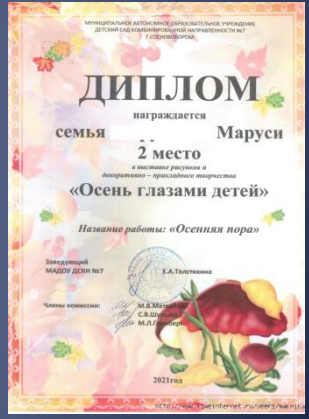 МУНИЦИПАЛЬНОЕ АВТОНОМНОЕ ОБРАЗОВАТЕЛЬНОЕ УЧРЕЖДЕНИЕ
ДЕТСКИЙ САД КОМБИНИРОВАННОЙ НАПРАВЛЕННОСТИ №7
Г.СОСНОВОБОРСКА
ДИПЛОМ
награждается
семья Маруси
2 место
в выставке рисунков и
декоративно – прикладного творчества
«Осень глазами детей»
Название работы: «Осенняя пора»
Заведующий
МАДОУ ДСКН №7 Е.А.Толстихина
Члены комиссии:
2021год